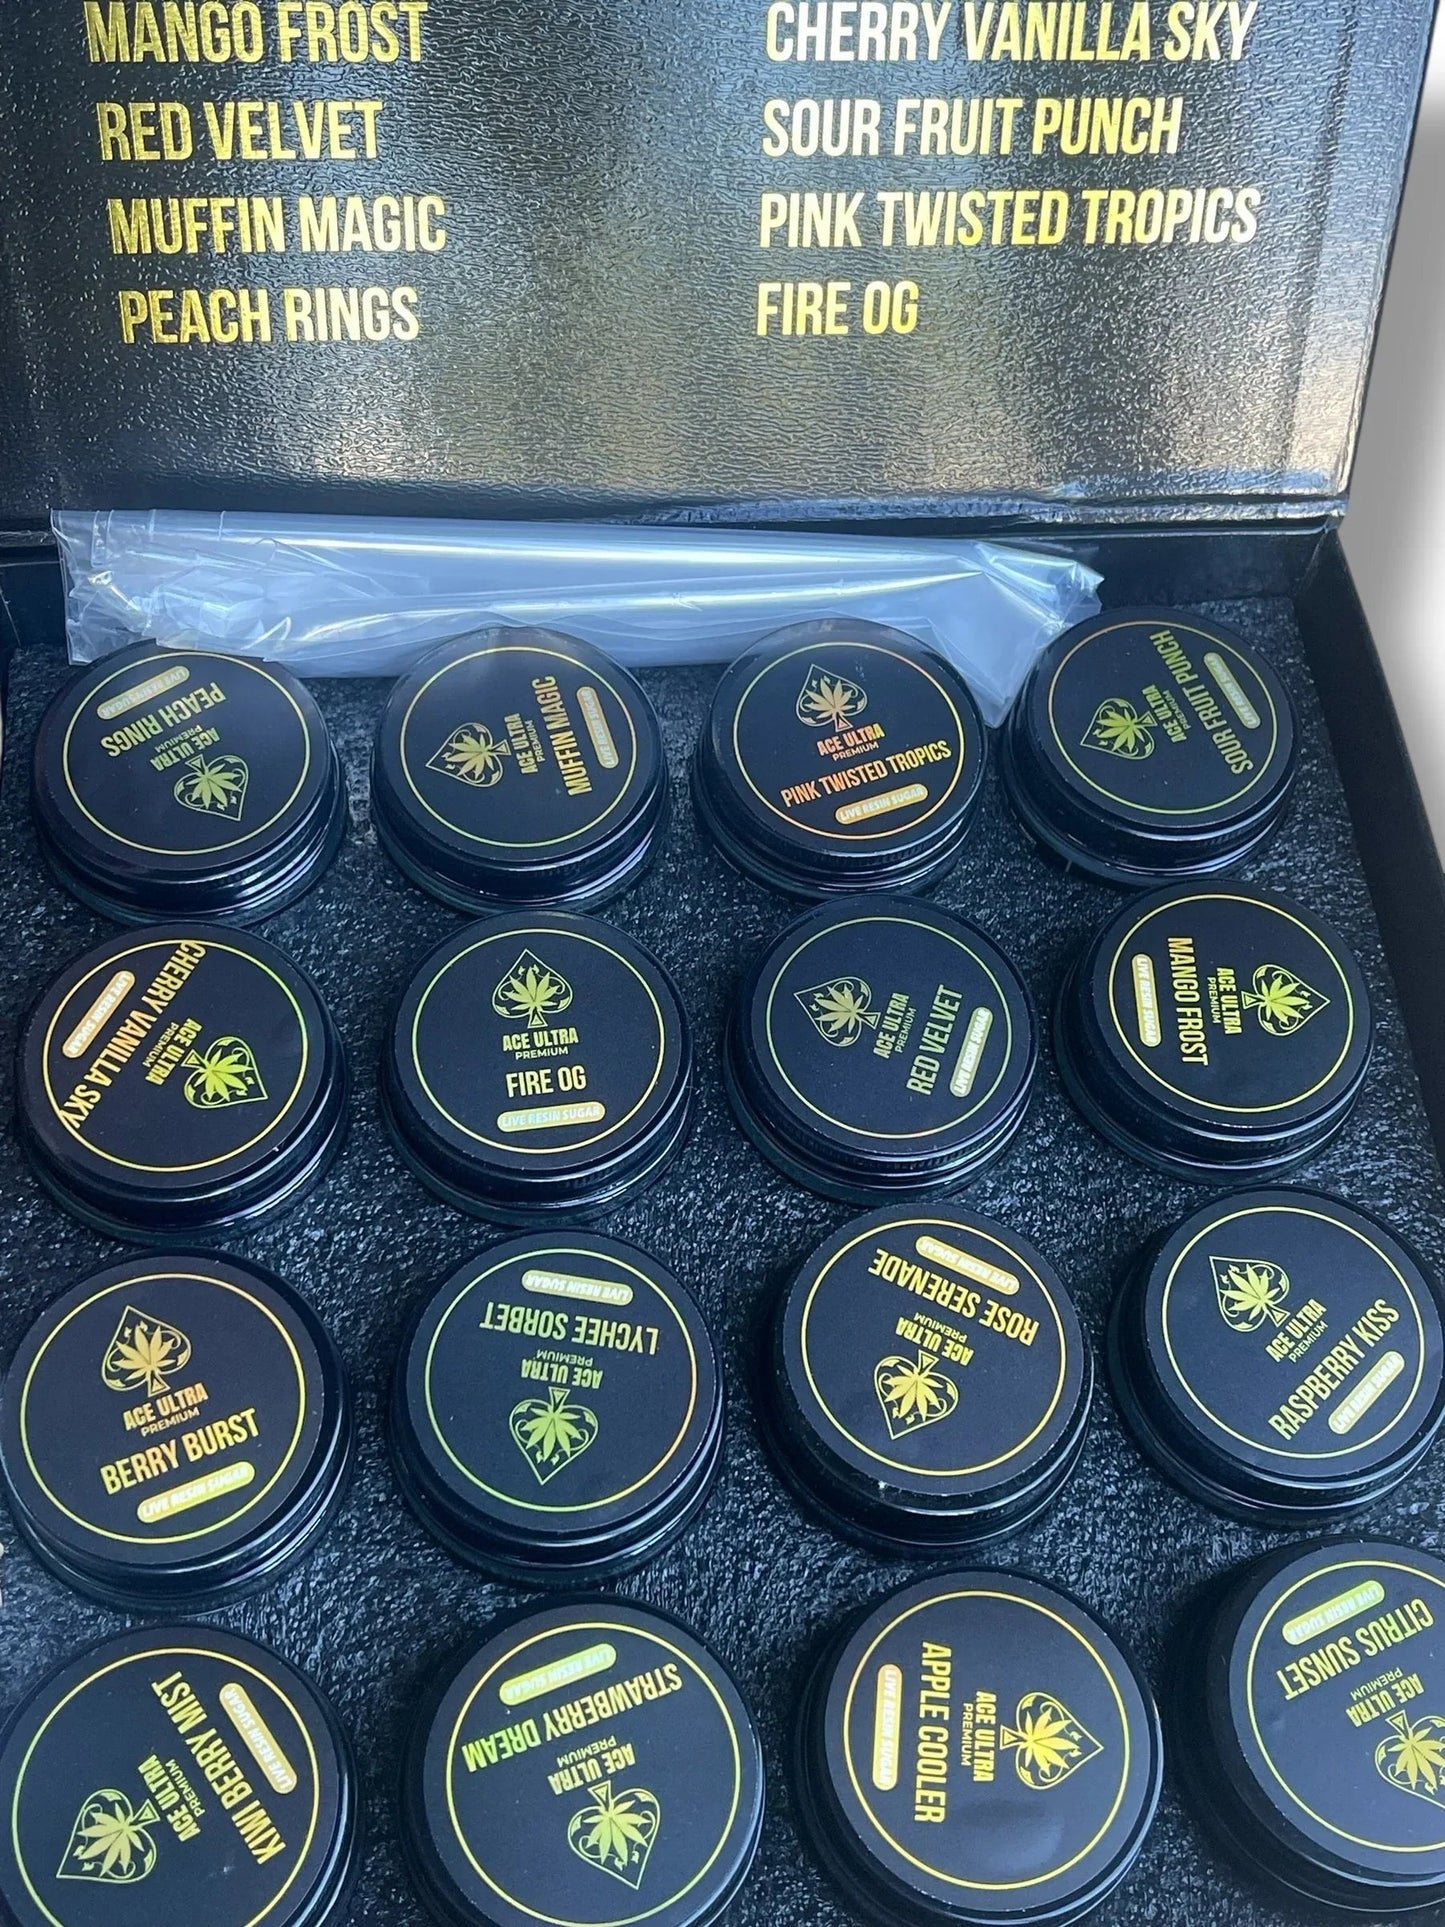 MANGO FROST
CHERRY VANILLA SKY
RED VELVET
SOUR FRUIT PUNCH
MUFFIN MAGIC
PINK TWISTED TROPICS
PEACH RINGS
FIRE OG
ACE ULTRA
PREMIUM
PEACH RINGS
LIVE RESIN SUGAR
ACE ULTRA
PREMIUM
MUFFIN MAGIC
LIVE RESIN SUGAR
ACE ULTRA
PREMIUM
PINK TWISTED TROPICS
LIVE RESIN SUGAR
ACE ULTRA
PREMIUM
SOUR FRUIT PUNCH
LIVE RESIN SUGAR
ACE ULTRA
PREMIUM
CHERRY VANILLA SKY
LIVE RESIN SUGAR
ACE ULTRA
PREMIUM
FIRE OG
LIVE RESIN SUGAR
ACE ULTRA
PREMIUM
RED VELVET
LIVE RESIN SUGAR
ACE ULTRA
PREMIUM
MANGO FROST
LIVE RESIN SUGAR
ACE ULTRA
PREMIUM
BERRY BURST
LIVE RESIN SUGAR
ACE ULTRA
PREMIUM
LYCHEE SORBET
LIVE RESIN SUGAR
ACE ULTRA
PREMIUM
ROSE SERENADE
LIVE RESIN SUGAR
ACE ULTRA
PREMIUM
RASPBERRY KISS
LIVE RESIN SUGAR
ACE ULTRA
PREMIUM
KIWI BERRY MIST
LIVE RESIN SUGAR
ACE ULTRA
PREMIUM
STRAWBERRY DREAM
LIVE RESIN SUGAR
ACE ULTRA
PREMIUM
APPLE COOLER
LIVE RESIN SUGAR
ACE ULTRA
PREMIUM
CITRUS SUNSET
LIVE RESIN SUGAR